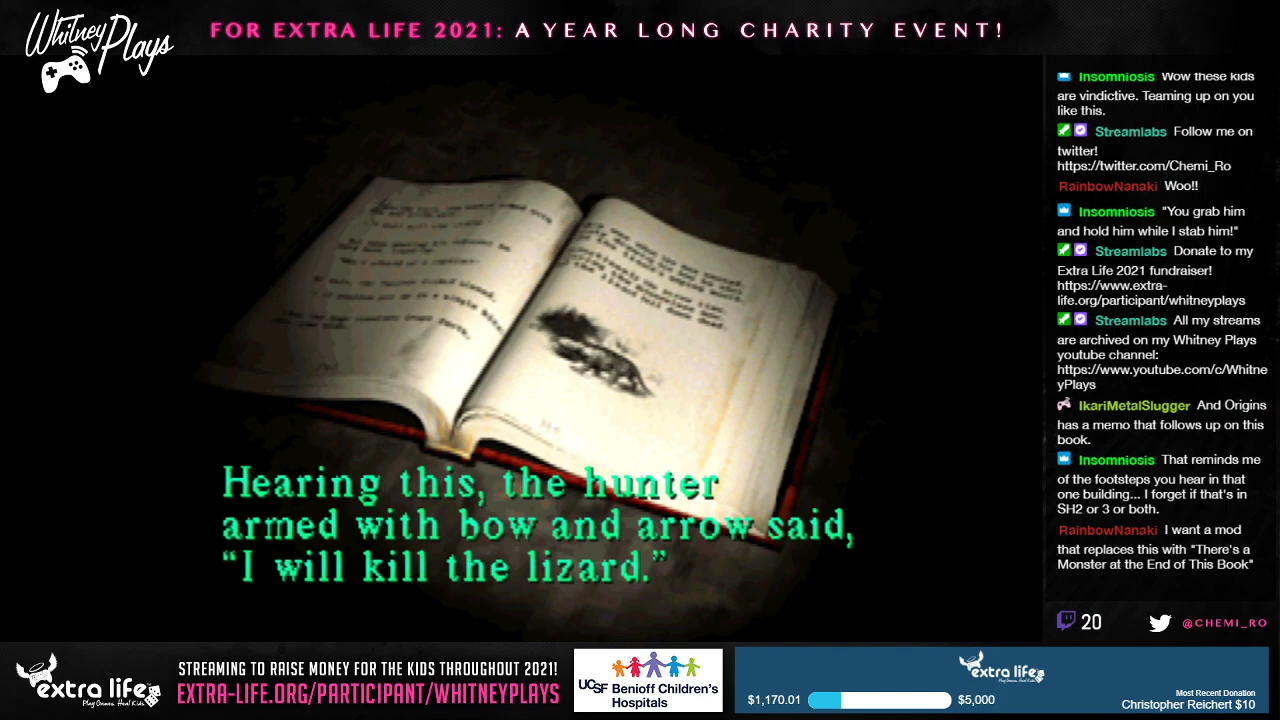 Whitney Plays
FOR EXTRA LIFE 2021: A YEAR LONG CHARITY EVENT!
Hearing this, the hunter
armed with bow and arrow said,
“I will kill the lizard.”
Insomniosis Wow these kids
are vindictive. Teaming up on you
like this.
Streamlabs Follow me on
twitter!
https://twitter.com/Chemi_Ro
RainbowNanaki Woo!!
Insomniosis "You grab him
and hold him while I stab him!"
Streamlabs Donate to my
Extra Life 2021 fundraiser!
https://www.extra-
life.org/participant/whitneyplays
Streamlabs All my streams
are archived on my Whitney Plays
youtube channel:
https://www.youtube.com/c/Whitne
yPlays
IkariMetalSlugger And Origins
has a memo that follows up on this
book.
Insomniosis That reminds me
of the footsteps you hear in that
one building... I forget if that's in
SH2 or 3 or both.
RainbowNanaki I want a mod
that replaces this with "There's a
Monster at the End of This Book"
20
@CHEMI_RO
extra life
Play Games. Heal Kids.
STREAMING TO RAISE MONEY FOR THE KIDS THROUGHOUT 2021!
EXTRA-LIFE.ORG/PARTICIPANT/WHITNEYPLAYS
UCSF Benioff Children's
Hospitals
extra life
$1,170.01
$5,000
Most Recent Donation
Christopher Reichert $10